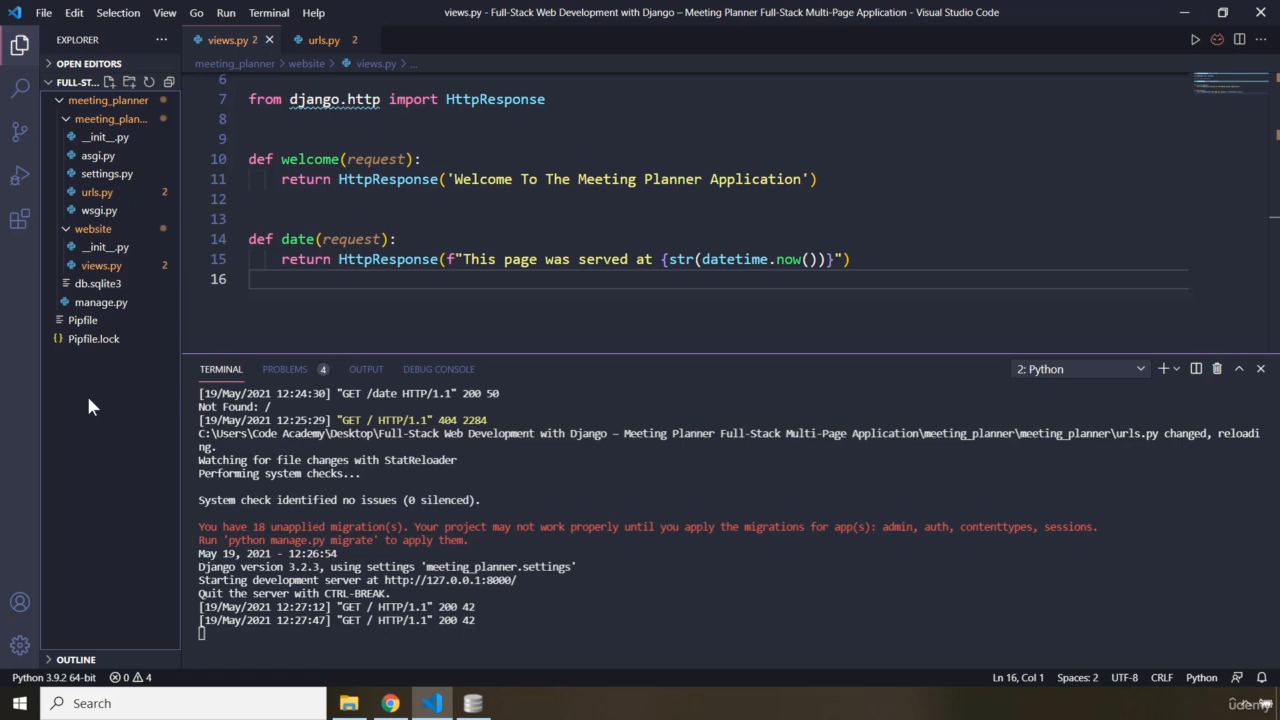 File Edit Selection View Go Run Terminal Help
views.py - Full-Stack Web Development with Django – Meeting Planner Full-Stack Multi-Page Application - Visual Studio Code
EXPLORER ···
views.py 2
urls.py 2
OPEN EDITORS
meeting_planner > website > views.py > ...
FULL-ST...
meeting_planner
meeting_plan...
__init__.py
asgi.py
settings.py
urls.py 2
wsgi.py
website
__init__.py
views.py 2
db.sqlite3
manage.py
Pipfile
{} Pipfile.lock
OUTLINE
6
7 from django.http import HttpResponse
8
9
10 def welcome(request):
11 return HttpResponse('Welcome To The Meeting Planner Application')
12
13
14 def date(request):
15 return HttpResponse(f"This page was served at {str(datetime.now())}")
16
TERMINAL PROBLEMS 4 OUTPUT DEBUG CONSOLE
2: Python
[19/May/2021 12:24:30] "GET /date HTTP/1.1" 200 50
Not Found: /
[19/May/2021 12:25:29] "GET / HTTP/1.1" 404 2284
C:\Users\Code Academy\Desktop\Full-Stack Web Development with Django – Meeting Planner Full-Stack Multi-Page Application\meeting_planner\meeting_planner\urls.py changed, reloadi
ng.
Watching for file changes with StatReloader
Performing system checks...
System check identified no issues (0 silenced).
You have 18 unapplied migration(s). Your project may not work properly until you apply the migrations for app(s): admin, auth, contenttypes, sessions.
Run 'python manage.py migrate' to apply them.
May 19, 2021 - 12:26:54
Django version 3.2.3, using settings 'meeting_planner.settings'
Starting development server at http://127.0.0.1:8000/
Quit the server with CTRL-BREAK.
[19/May/2021 12:27:12] "GET / HTTP/1.1" 200 42
[19/May/2021 12:27:47] "GET / HTTP/1.1" 200 42
Python 3.9.2 64-bit 0 4
Ln 16, Col 1 Spaces: 2 UTF-8 CRLF Python
Search
udemy